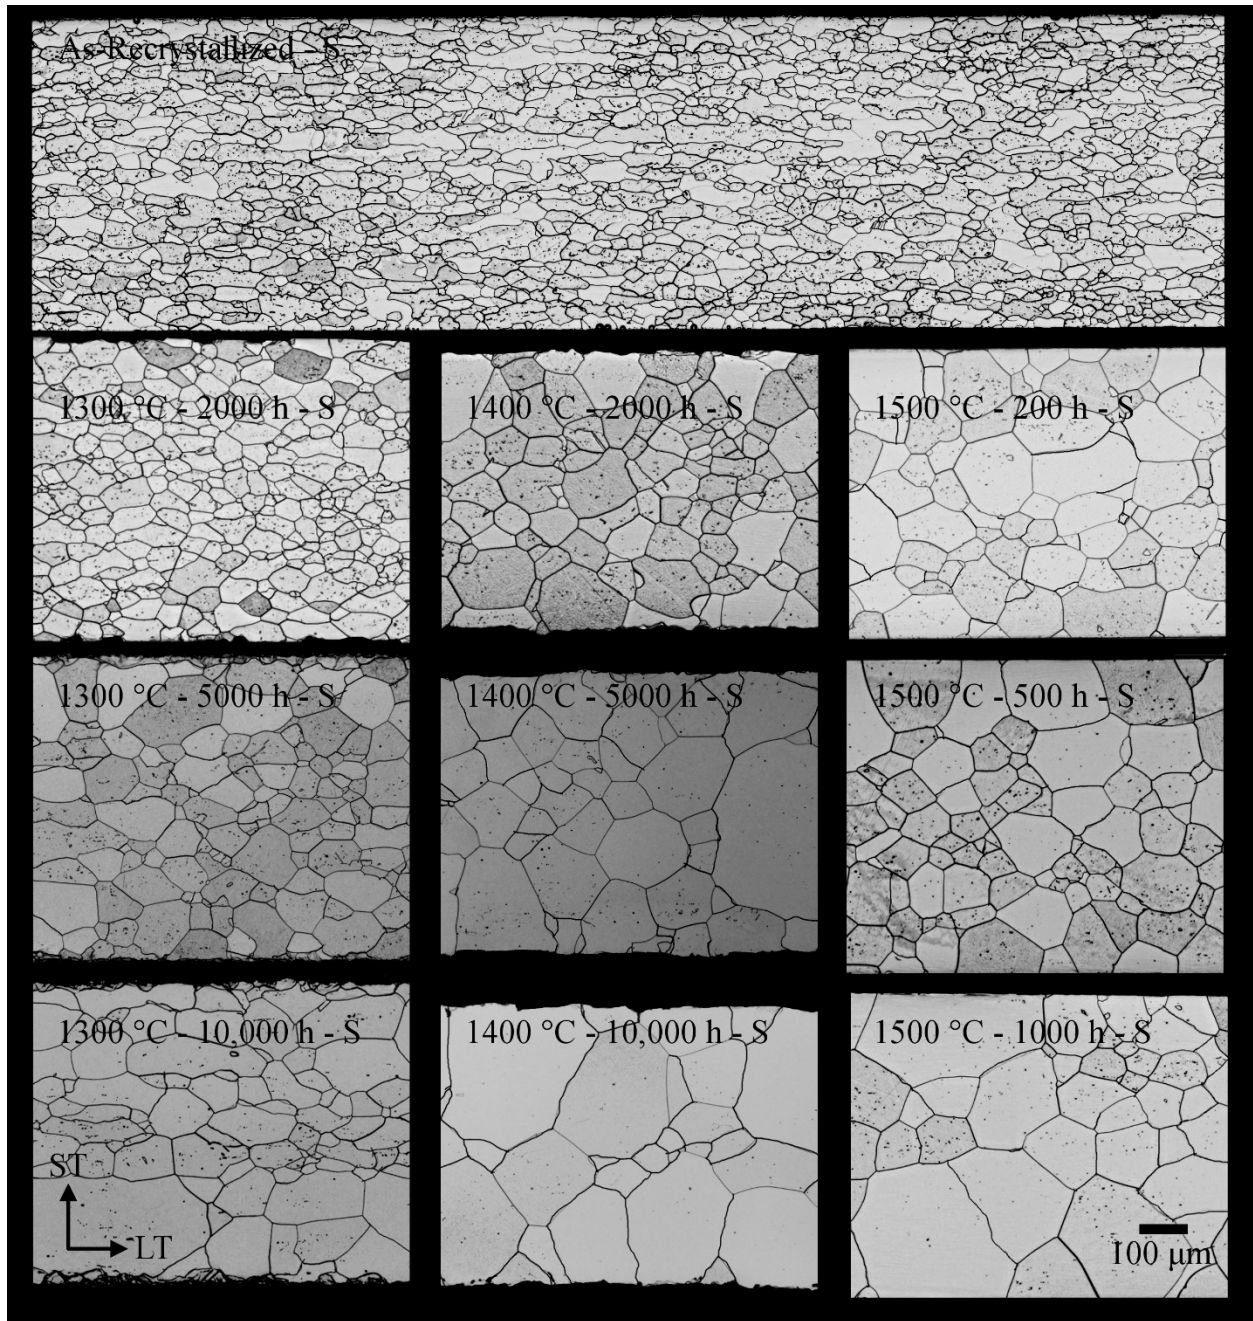 As-Recrystallized - S
1300 °C - 2000 h - S
1400 °C - 2000 h - S
1500 °C - 200 h - S
1300 °C - 5000 h - S
1400 °C - 5000 h - S
1500 °C - 500 h - S
1300 °C - 10,000 h - S
1400 °C - 10,000 h - S
1500 °C - 1000 h - S
ST
LT
100 μm